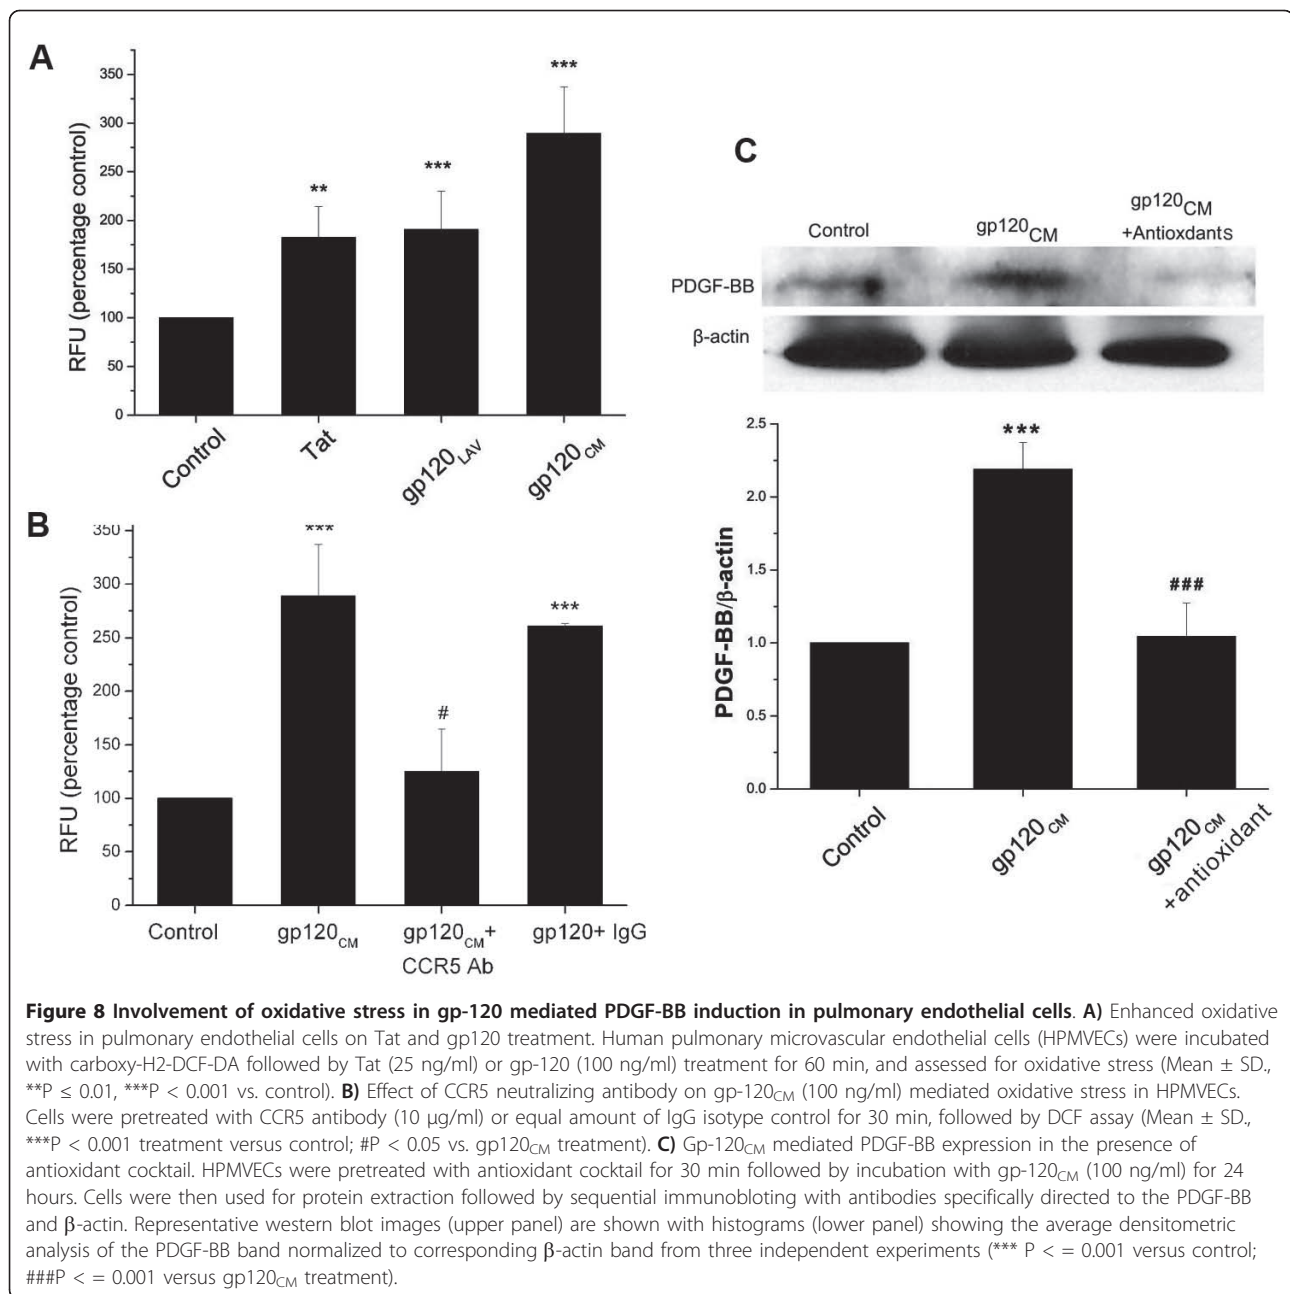 A
350
300
250
200
150
100
50
0
RFU (percentage control)
**
***
***
Control
Tat
gp120LAV
gp120CM
B
350
300
250
200
150
100
50
0
RFU (percentage control)
***
#
***
Control
gp120CM
gp120CM+
CCR5 Ab
gp120+ IgG
C
Control
gp120CM
gp120CM
+Antioxdants
PDGF-BB
β-actin
2.5
2.0
1.5
1.0
0.5
0.0
PDGF-BB/β-actin
***
###
Control
gp120CM
gp120CM
+antioxidant
Figure 8 Involvement of oxidative stress in gp-120 mediated PDGF-BB induction in pulmonary endothelial cells. A) Enhanced oxidative
stress in pulmonary endothelial cells on Tat and gp120 treatment. Human pulmonary microvascular endothelial cells (HPMVECs) were incubated
with carboxy-H2-DCF-DA followed by Tat (25 ng/ml) or gp-120 (100 ng/ml) treatment for 60 min, and assessed for oxidative stress (Mean ± SD.,
**P ≤ 0.01, ***P < 0.001 vs. control). B) Effect of CCR5 neutralizing antibody on gp-120CM (100 ng/ml) mediated oxidative stress in HPMVECs.
Cells were pretreated with CCR5 antibody (10 μg/ml) or equal amount of IgG isotype control for 30 min, followed by DCF assay (Mean ± SD.,
***P < 0.001 treatment versus control; #P < 0.05 vs. gp120CM treatment). C) Gp-120CM mediated PDGF-BB expression in the presence of
antioxidant cocktail. HPMVECs were pretreated with antioxidant cocktail for 30 min followed by incubation with gp-120CM (100 ng/ml) for 24
hours. Cells were then used for protein extraction followed by sequential immunobloting with antibodies specifically directed to the PDGF-BB
and β-actin. Representative western blot images (upper panel) are shown with histograms (lower panel) showing the average densitometric
analysis of the PDGF-BB band normalized to corresponding β-actin band from three independent experiments (*** P < = 0.001 versus control;
###P < = 0.001 versus gp120CM treatment).